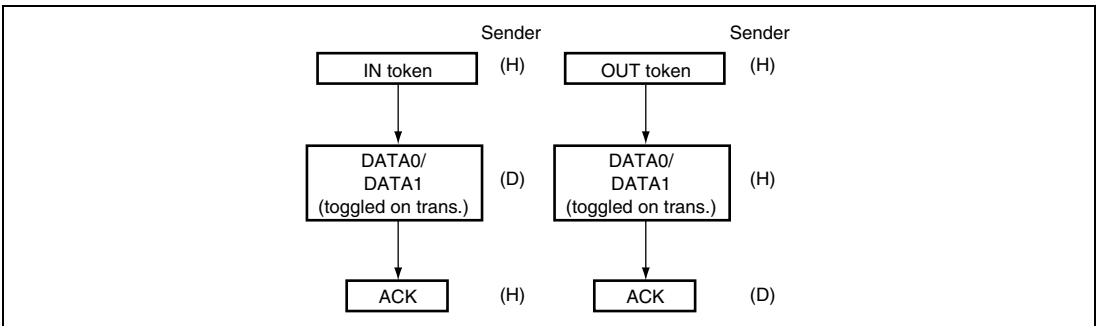 Sender Sender
IN token (H) OUT token (H)
DATA0/ DATA0/
DATA1 (D) DATA1 (H)
(toggled on trans.) (toggled on trans.)
ACK (H) ACK (D)